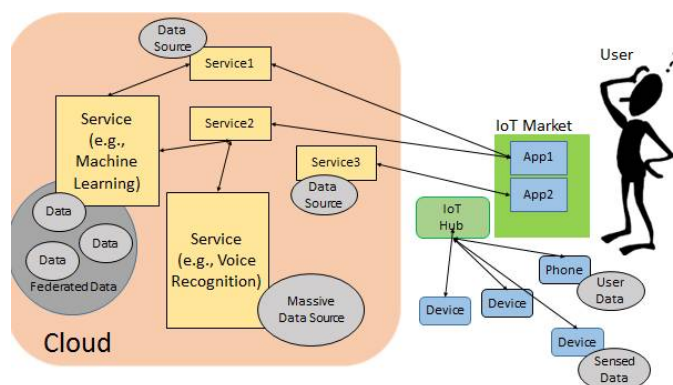 Data
Source
Service1
User
Service
(e.g.,
Machine
Learning)
Service2
IoT Market
App1
App2
Service3
Data
Source
IoT
Hub
Data
Data
Data
Federated Data
Service
(e.g., Voice
Recognition)
Massive
Data Source
Phone
User
Data
Device
Device
Device
Sensed
Data
Cloud